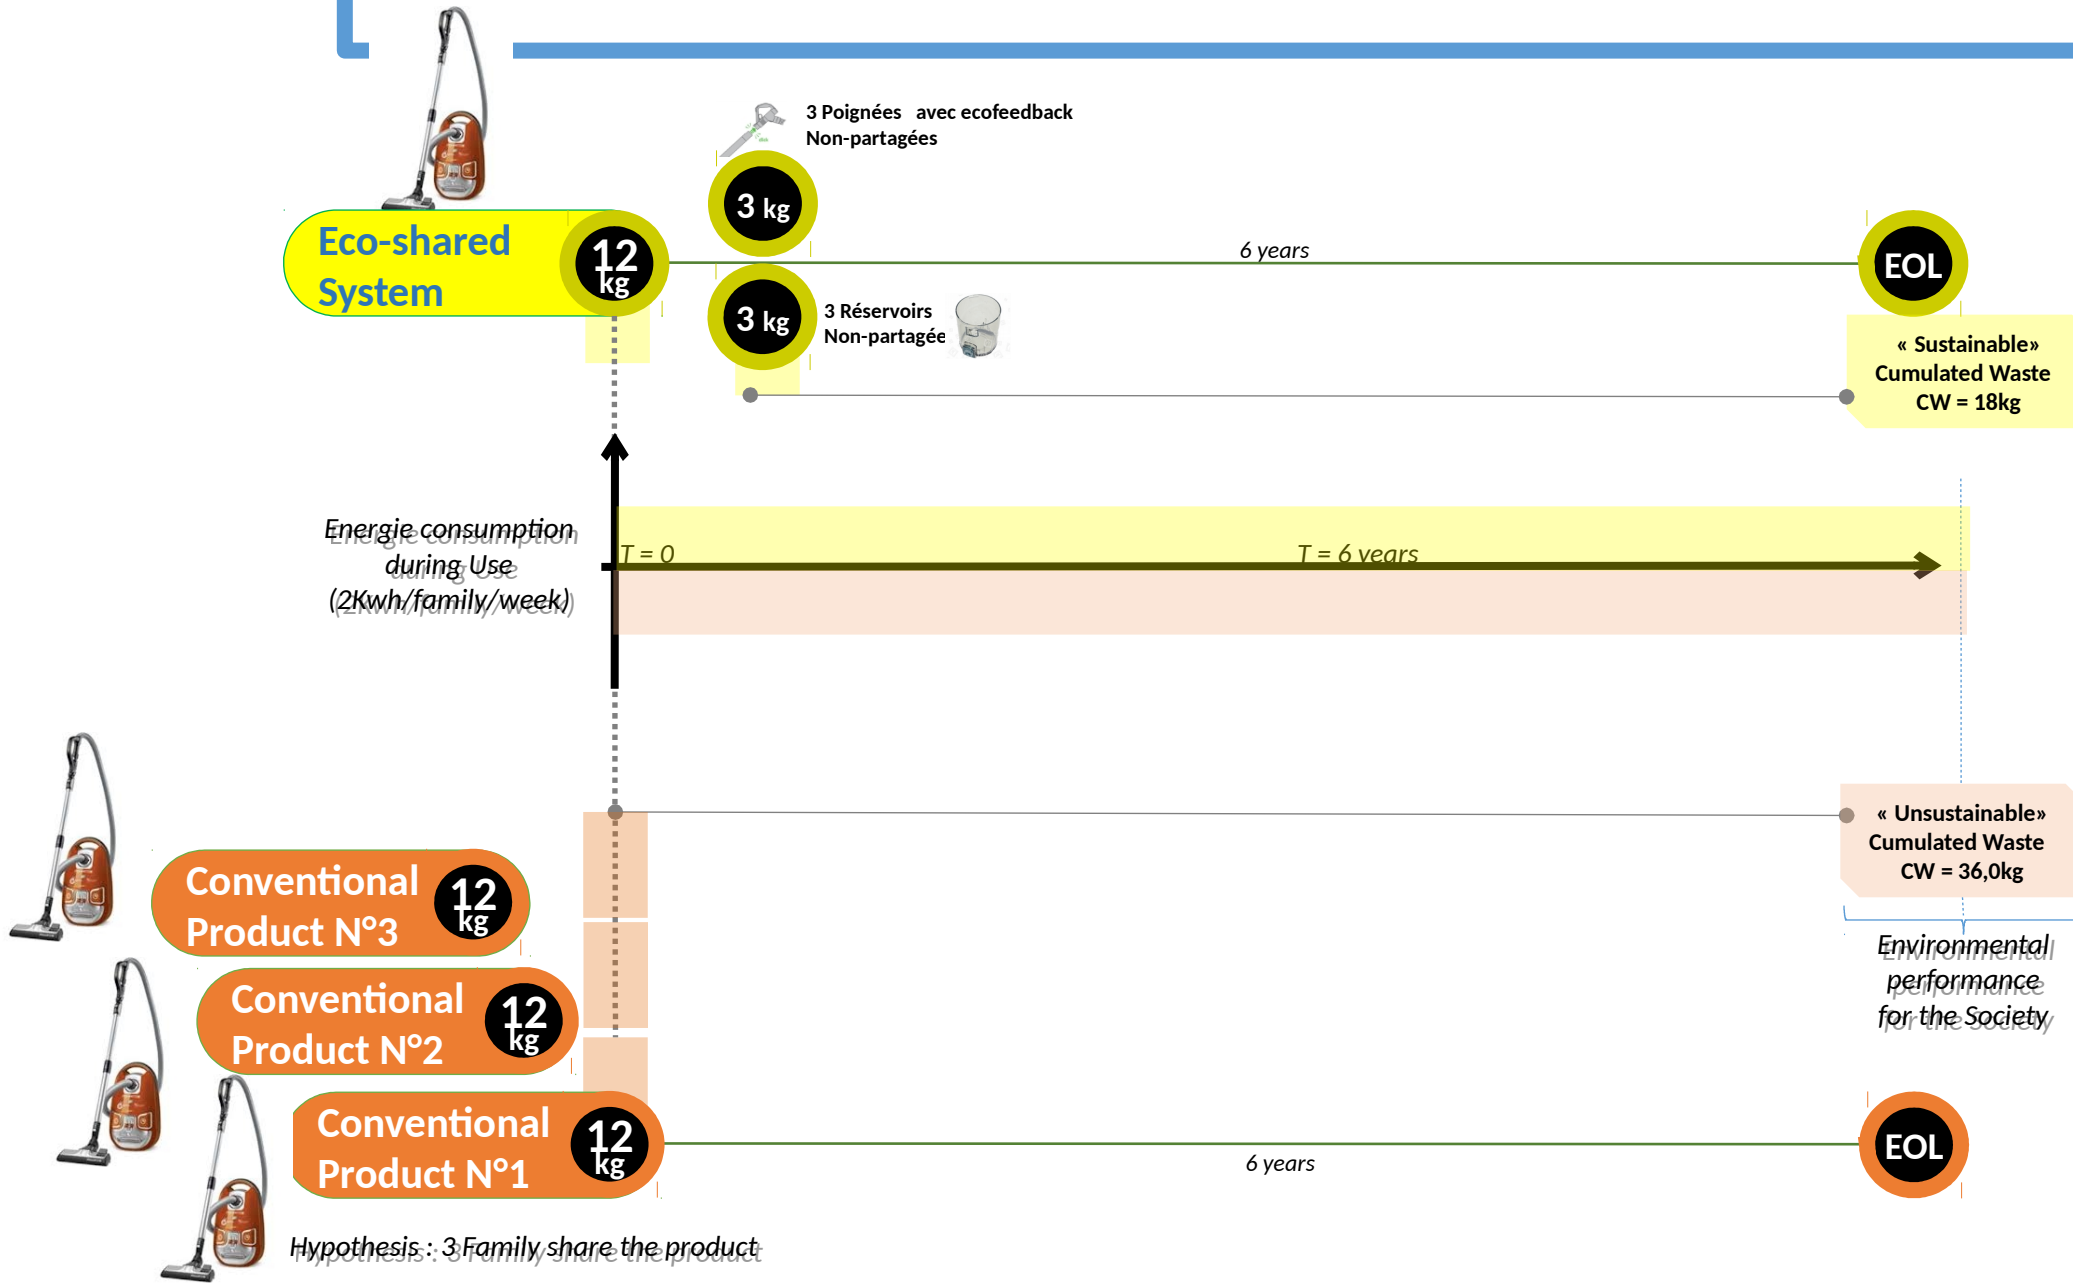 3 Poignées avec ecofeedback
Non-partagées
3 kg
Eco-shared
System
12
kg
6 years
EOL
3 kg
3 Réservoirs
Non-partagée
« Sustainable»
Cumulated Waste
CW = 18kg
Energie consumption
during Use
(2Kwh/family/week)
T = 0
T = 6 years
« Unsustainable»
Cumulated Waste
CW = 36,0kg
Conventional
Product N°3
12
kg
Environmental
performance
for the Society
Conventional
Product N°2
12
kg
Conventional
Product N°1
12
kg
6 years
EOL
Hypothesis : 3 Family share the product